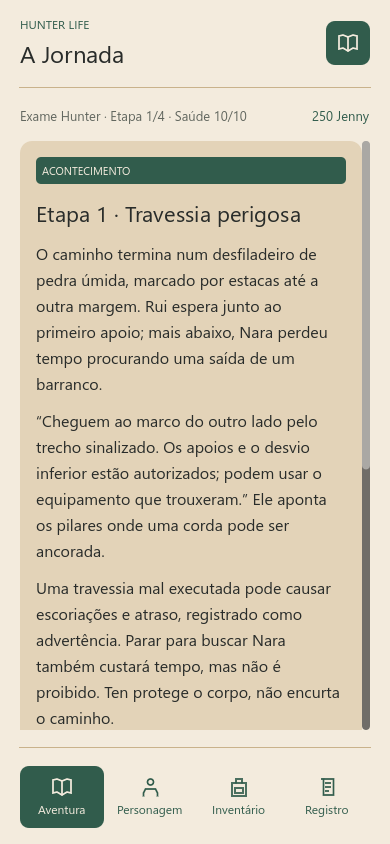 HUNTER LIFE
A Jornada
Exame Hunter · Etapa 1/4 · Saúde 10/10
250 Jenny
ACONTECIMENTO
Etapa 1 · Travessia perigosa
O caminho termina num desfiladeiro de
pedra úmida, marcado por estacas até a
outra margem. Rui espera junto ao
primeiro apoio; mais abaixo, Nara perdeu
tempo procurando uma saída de um
barranco.
“Cheguem ao marco do outro lado pelo
trecho sinalizado. Os apoios e o desvio
inferior estão autorizados; podem usar o
equipamento que trouxeram.” Ele aponta
os pilares onde uma corda pode ser
ancorada.
Uma travessia mal executada pode causar
escoriações e atraso, registrado como
advertência. Parar para buscar Nara
também custará tempo, mas não é
proibido. Ten protege o corpo, não encurta
o caminho.
Aventura
Personagem
Inventário
Registro